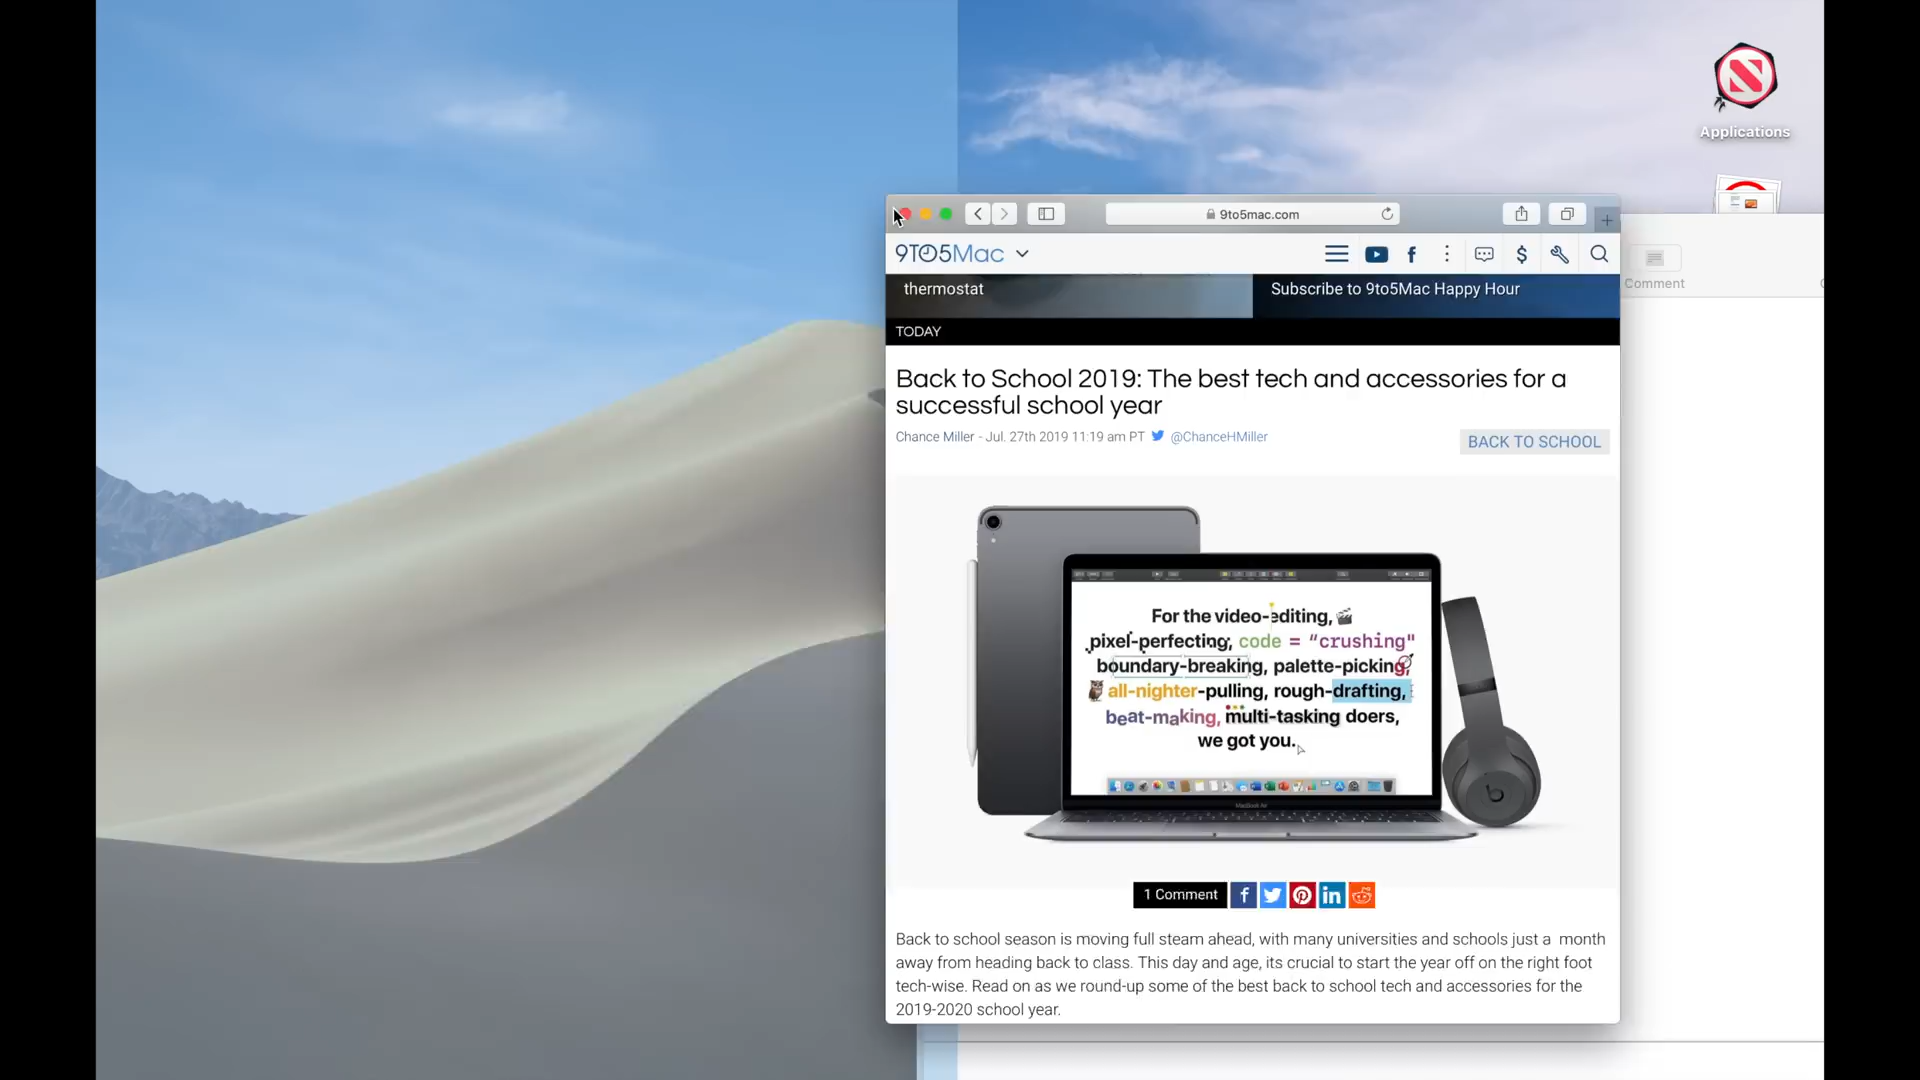 Applications
9to5mac.com
9TO5Mac
Comment
thermostat
Subscribe to 9to5Mac Happy Hour
TODAY
Back to School 2019: The best tech and accessories for a
successful school year
Chance Miller - Jul. 27th 2019 11:19 am PT @ChanceHMiller
BACK TO SCHOOL
For the video-editing,
pixel-perfecting, code = “crushing"
boundary-breaking, palette-picking,
all-nighter-pulling, rough-drafting,
beat-making, multi-tasking doers,
we got you.
MacBook Air
1 Comment
Back to school season is moving full steam ahead, with many universities and schools just a month
away from heading back to class. This day and age, its crucial to start the year off on the right foot
tech-wise. Read on as we round-up some of the best back to school tech and accessories for the
2019-2020 school year.